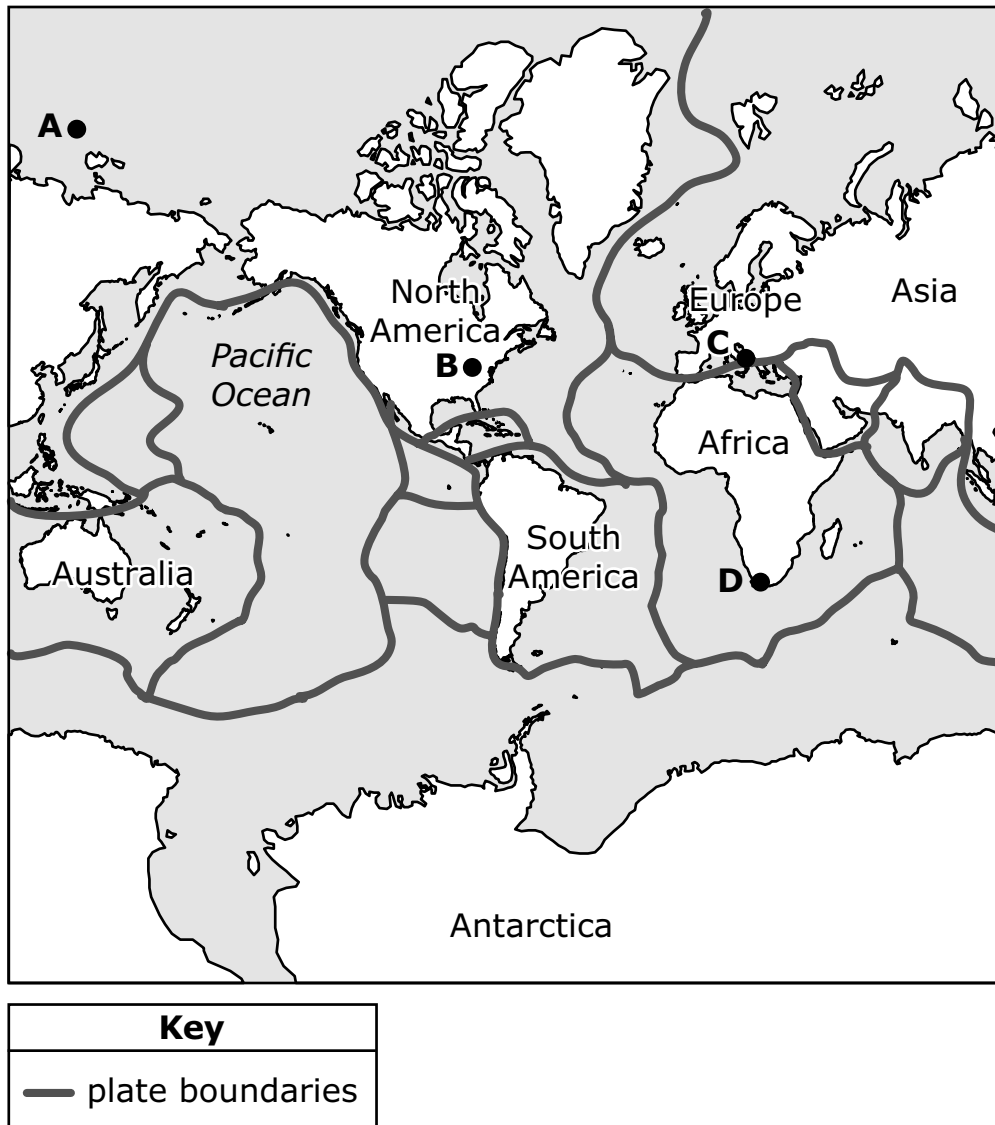 A
North
America
Europe
Asia
Pacific
Ocean
B
C
Africa
South
America
Australia
D
Antarctica
Key
plate boundaries